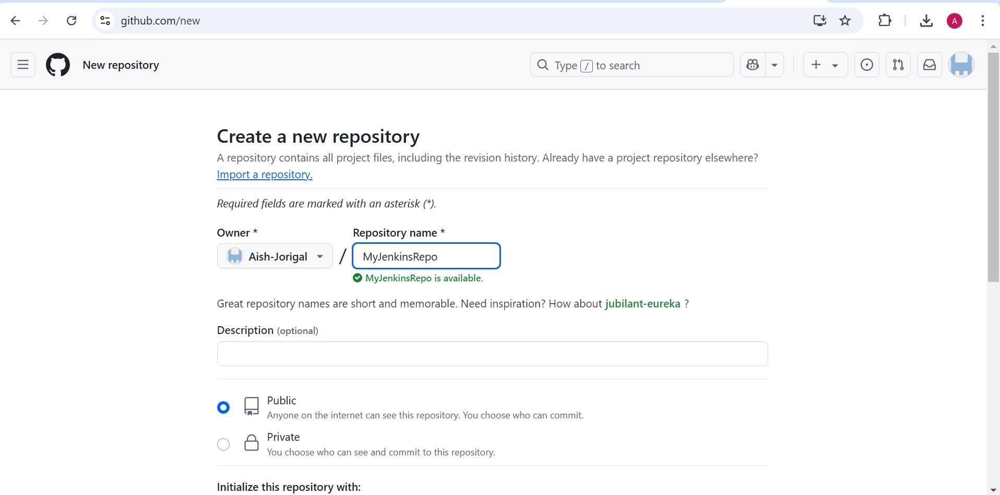 github.com/new
A
New repository
Type / to search
Create a new repository
A repository contains all project files, including the revision history. Already have a project repository elsewhere?
Import a repository.
Required fields are marked with an asterisk (*).
Owner *
Repository name *
Aish-Jorigal
/
MyJenkinsRepo
MyJenkinsRepo is available.
Great repository names are short and memorable. Need inspiration? How about jubilant-eureka ?
Description (optional)
Public
Anyone on the internet can see this repository. You choose who can commit.
Private
You choose who can see and commit to this repository.
Initialize this repository with: